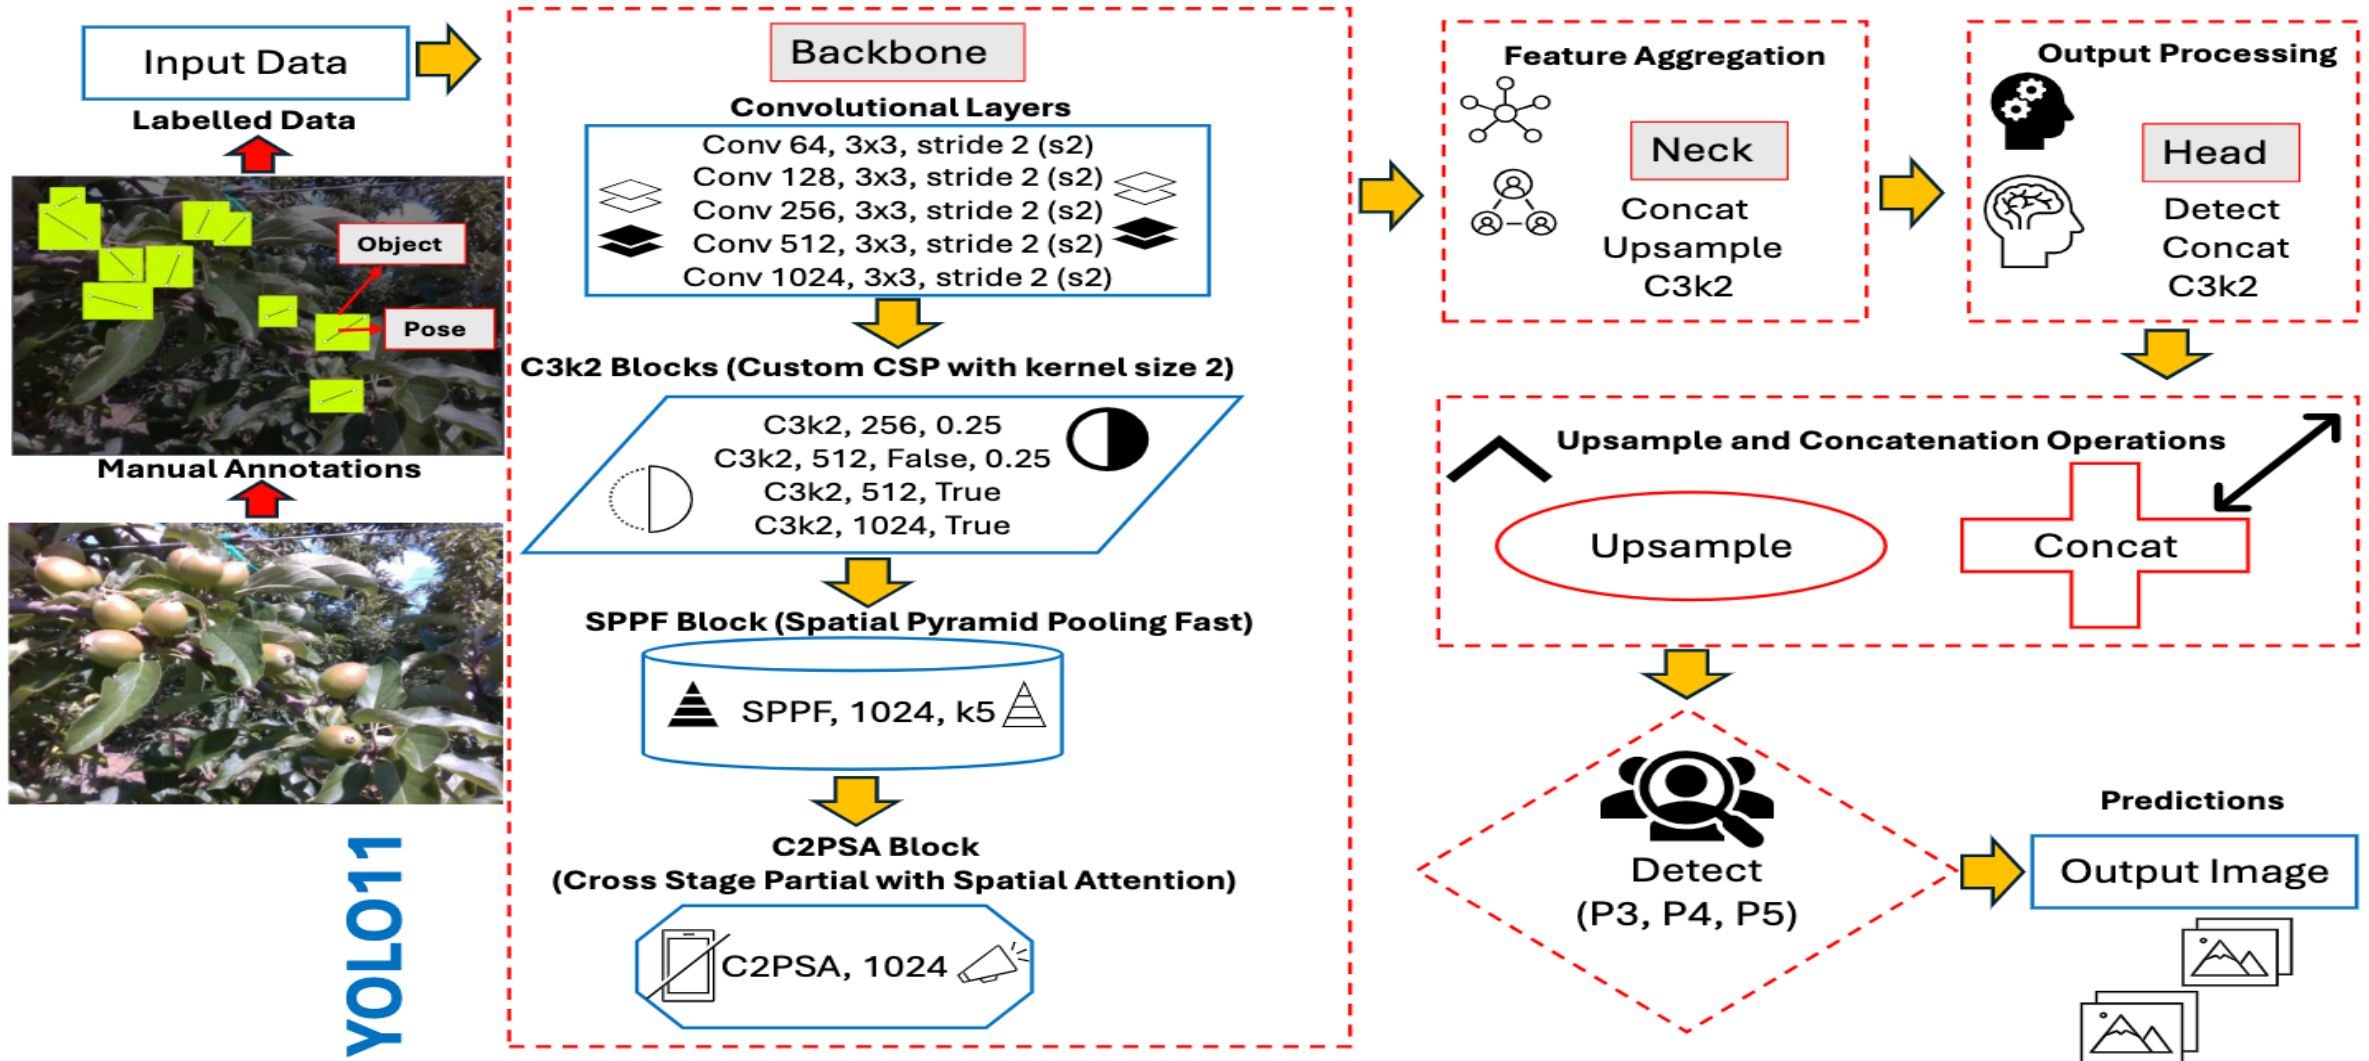 Input Data
Labelled Data
Object
Pose
Manual Annotations
YOLO11
Backbone
Convolutional Layers
Conv 64, 3x3, stride 2 (s2)
Conv 128, 3x3, stride 2 (s2)
Conv 256, 3x3, stride 2 (s2)
Conv 512, 3x3, stride 2 (s2)
Conv 1024, 3x3, stride 2 (s2)
C3k2 Blocks (Custom CSP with kernel size 2)
C3k2, 256, 0.25
C3k2, 512, False, 0.25
C3k2, 512, True
C3k2, 1024, True
SPPF Block (Spatial Pyramid Pooling Fast)
SPPF, 1024, k5
C2PSA Block
(Cross Stage Partial with Spatial Attention)
C2PSA, 1024
Feature Aggregation
Neck
Concat
Upsample
C3k2
Output Processing
Head
Detect
Concat
C3k2
Upsample and Concatenation Operations
Upsample
Concat
Detect
(P3, P4, P5)
Predictions
Output Image